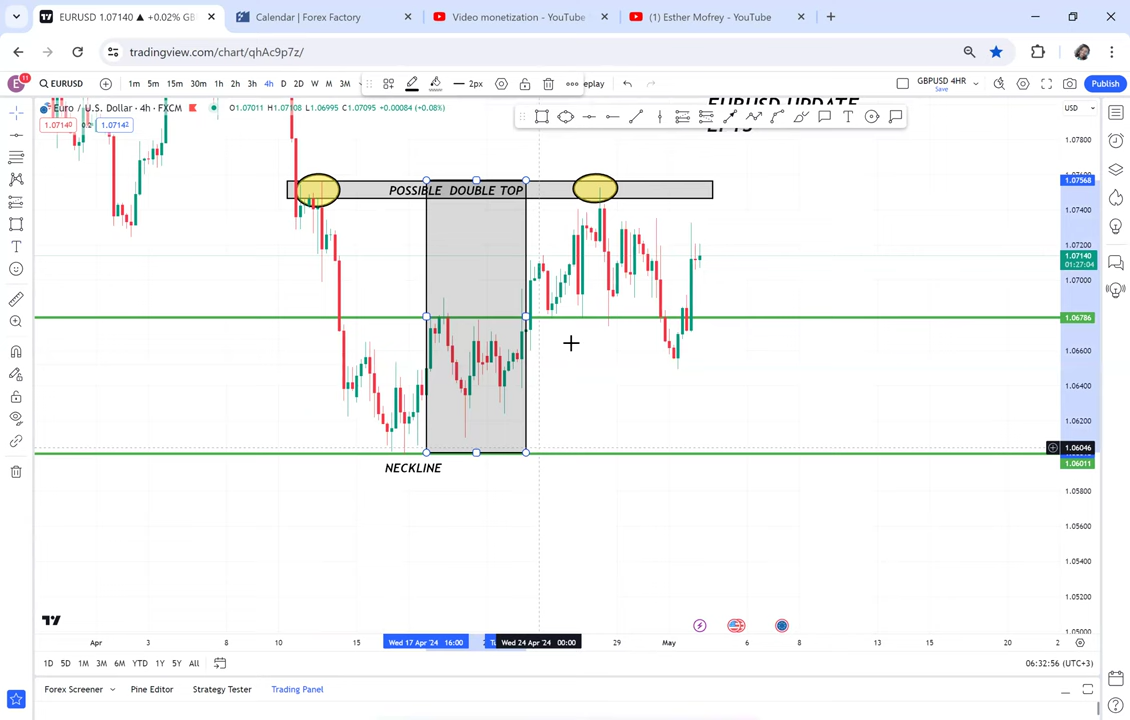 EURUSD 1.07140 ▲ +0.02% GB
Calendar | Forex Factory
Video monetization - YouTube
(1) Esther Mofrey - YouTube
tradingview.com/chart/qhAc9p7z/
11
EURUSD
1m 5m 15m 30m 1h 2h 3h 4h D 2D W M 3M
2px
eplay
GBPUSD 4HR
Save
Publish
Euro / U.S. Dollar · 4h · FXCM
O1.07011 H1.07108 L1.06995 C1.07095 +0.00084 (+0.08%)
1.07140
0.2
1.07142
EURUSD UPDATE
USD
1.07800
1.07568
POSSIBLE DOUBLE TOP
1.07400
1.07200
1.07140
01:27:04
1.07000
1.06786
1.06600
1.06400
1.06200
1.06046
1.06011
NECKLINE
1.05800
1.05600
1.05400
1.05200
1.05000
Apr 3 8 10 15 Wed 17 Apr '24 16:00 Wed 24 Apr '24 00:00 29 May 6 8 13 15 20 2
1D 5D 1M 3M 6M YTD 1Y 5Y All
06:32:56 (UTC+3)
Forex Screener
Pine Editor
Strategy Tester
Trading Panel